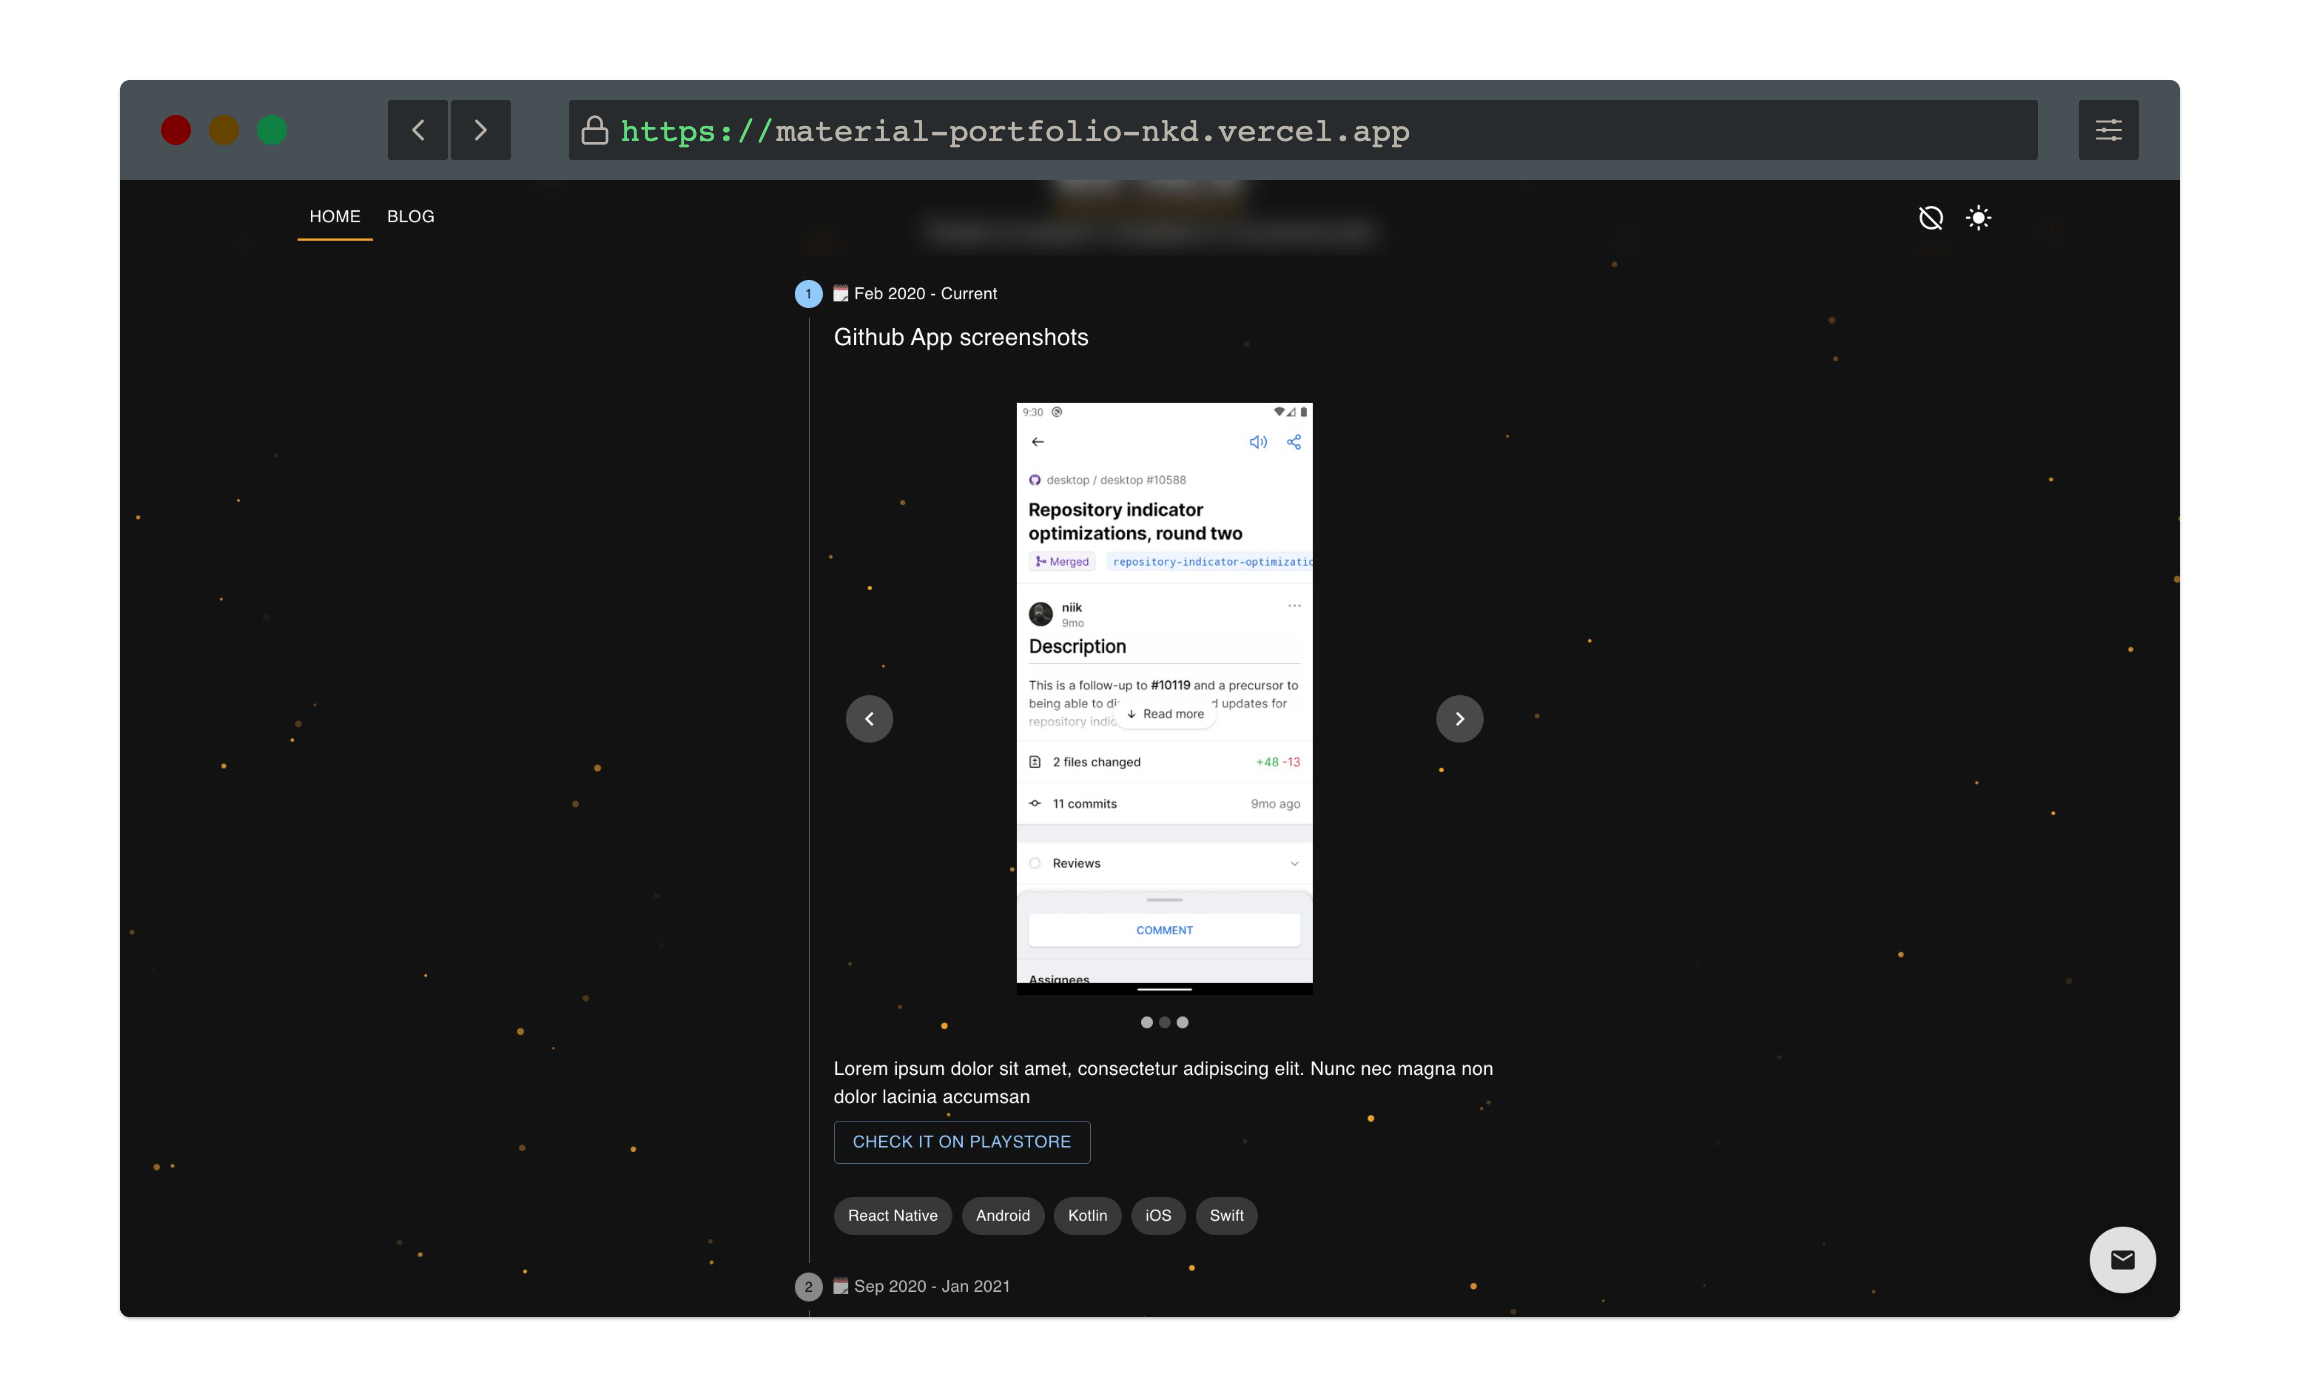 https://material-portfolio-nkd.vercel.app
HOME BLOG
1 Feb 2020 - Current
Github App screenshots
9:30
desktop / desktop #10588
Repository indicator
optimizations, round two
Merged repository-indicator-optimizatio
niik
9mo
Description
This is a follow-up to #10119 and a precursor to
being able to di d updates for
repository indic
Read more
2 files changed +48 -13
11 commits 9mo ago
Reviews
COMMENT
Assignees
Lorem ipsum dolor sit amet, consectetur adipiscing elit. Nunc nec magna non
dolor lacinia accumsan
CHECK IT ON PLAYSTORE
React Native Android Kotlin iOS Swift
2 Sep 2020 - Jan 2021